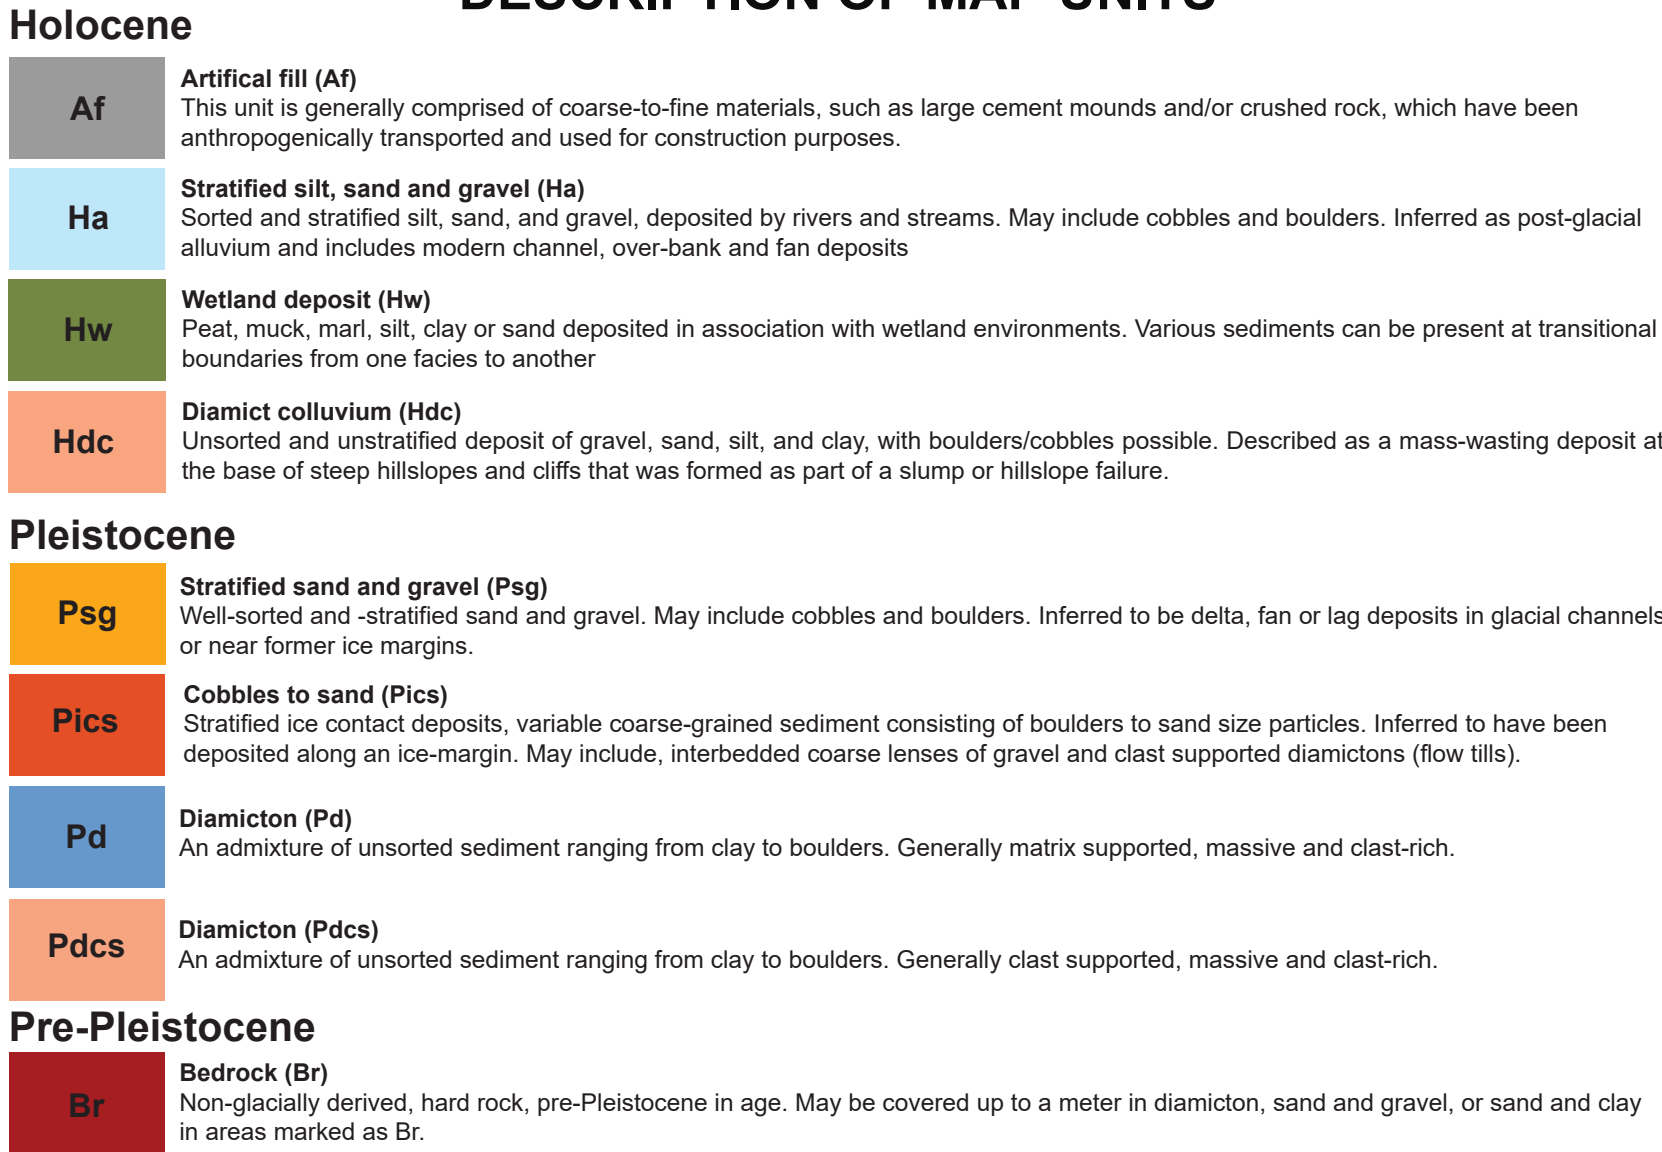 DESCRIPTION OF MAP UNITS
Holocene
Af
Artifical fill (Af)
This unit is generally comprised of coarse-to-fine materials, such as large cement mounds and/or crushed rock, which have been
anthropogenically transported and used for construction purposes.
Ha
Stratified silt, sand and gravel (Ha)
Sorted and stratified silt, sand, and gravel, deposited by rivers and streams. May include cobbles and boulders. Inferred as post-glacial
alluvium and includes modern channel, over-bank and fan deposits
Hw
Wetland deposit (Hw)
Peat, muck, marl, silt, clay or sand deposited in association with wetland environments. Various sediments can be present at transitional
boundaries from one facies to another
Hdc
Diamict colluvium (Hdc)
Unsorted and unstratified deposit of gravel, sand, silt, and clay, with boulders/cobbles possible. Described as a mass-wasting deposit at
the base of steep hillslopes and cliffs that was formed as part of a slump or hillslope failure.
Pleistocene
Psg
Stratified sand and gravel (Psg)
Well-sorted and -stratified sand and gravel. May include cobbles and boulders. Inferred to be delta, fan or lag deposits in glacial channels
or near former ice margins.
Pics
Cobbles to sand (Pics)
Stratified ice contact deposits, variable coarse-grained sediment consisting of boulders to sand size particles. Inferred to have been
deposited along an ice-margin. May include, interbedded coarse lenses of gravel and clast supported diamictons (flow tills).
Pd
Diamicton (Pd)
An admixture of unsorted sediment ranging from clay to boulders. Generally matrix supported, massive and clast-rich.
Pdcs
Diamicton (Pdcs)
An admixture of unsorted sediment ranging from clay to boulders. Generally clast supported, massive and clast-rich.
Pre-Pleistocene
Br
Bedrock (Br)
Non-glacially derived, hard rock, pre-Pleistocene in age. May be covered up to a meter in diamicton, sand and gravel, or sand and clay
in areas marked as Br.